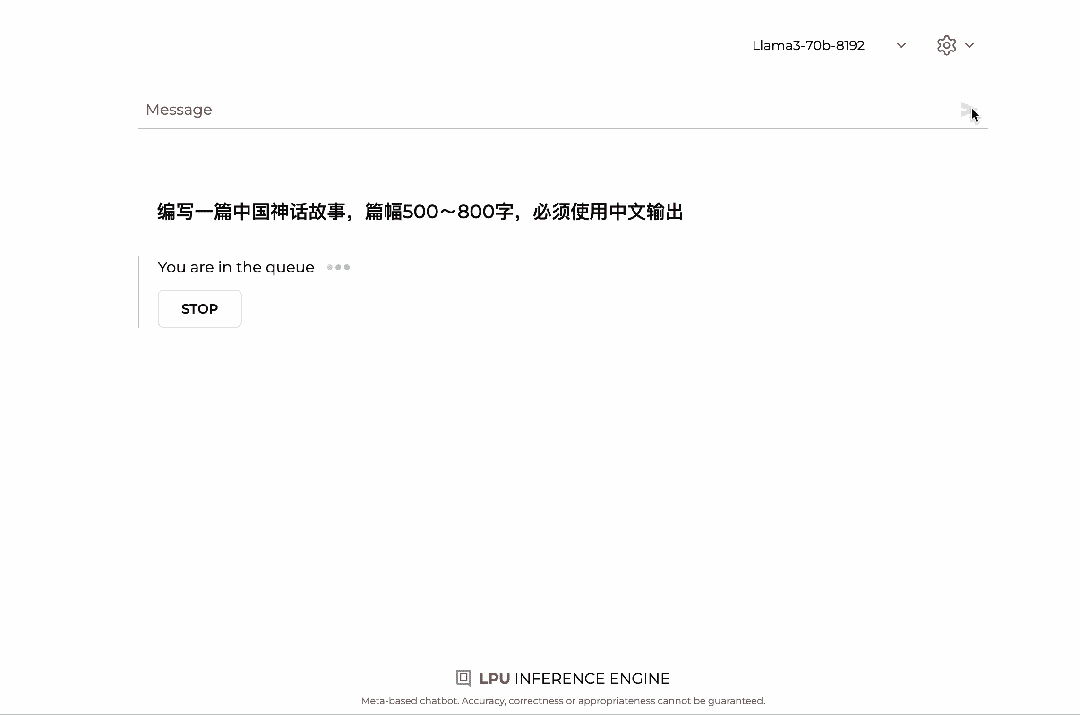 Llama3-70b-8192
Message
编写一篇中国神话故事，篇幅500～800字，必须使用中文输出
You are in the queue
STOP
LPU INFERENCE ENGINE
Meta-based chatbot. Accuracy, correctness or appropriateness cannot be guaranteed.